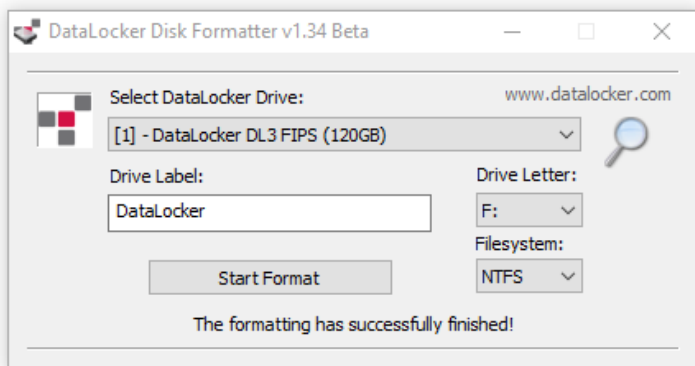 DataLocker Disk Formatter v1.34 Beta
www.datalocker.com
Select DataLocker Drive:
[1] - DataLocker DL3 FIPS (120GB)
Drive Label:
Drive Letter:
DataLocker
F:
Filesystem:
Start Format
NTFS
The formatting has successfully finished!